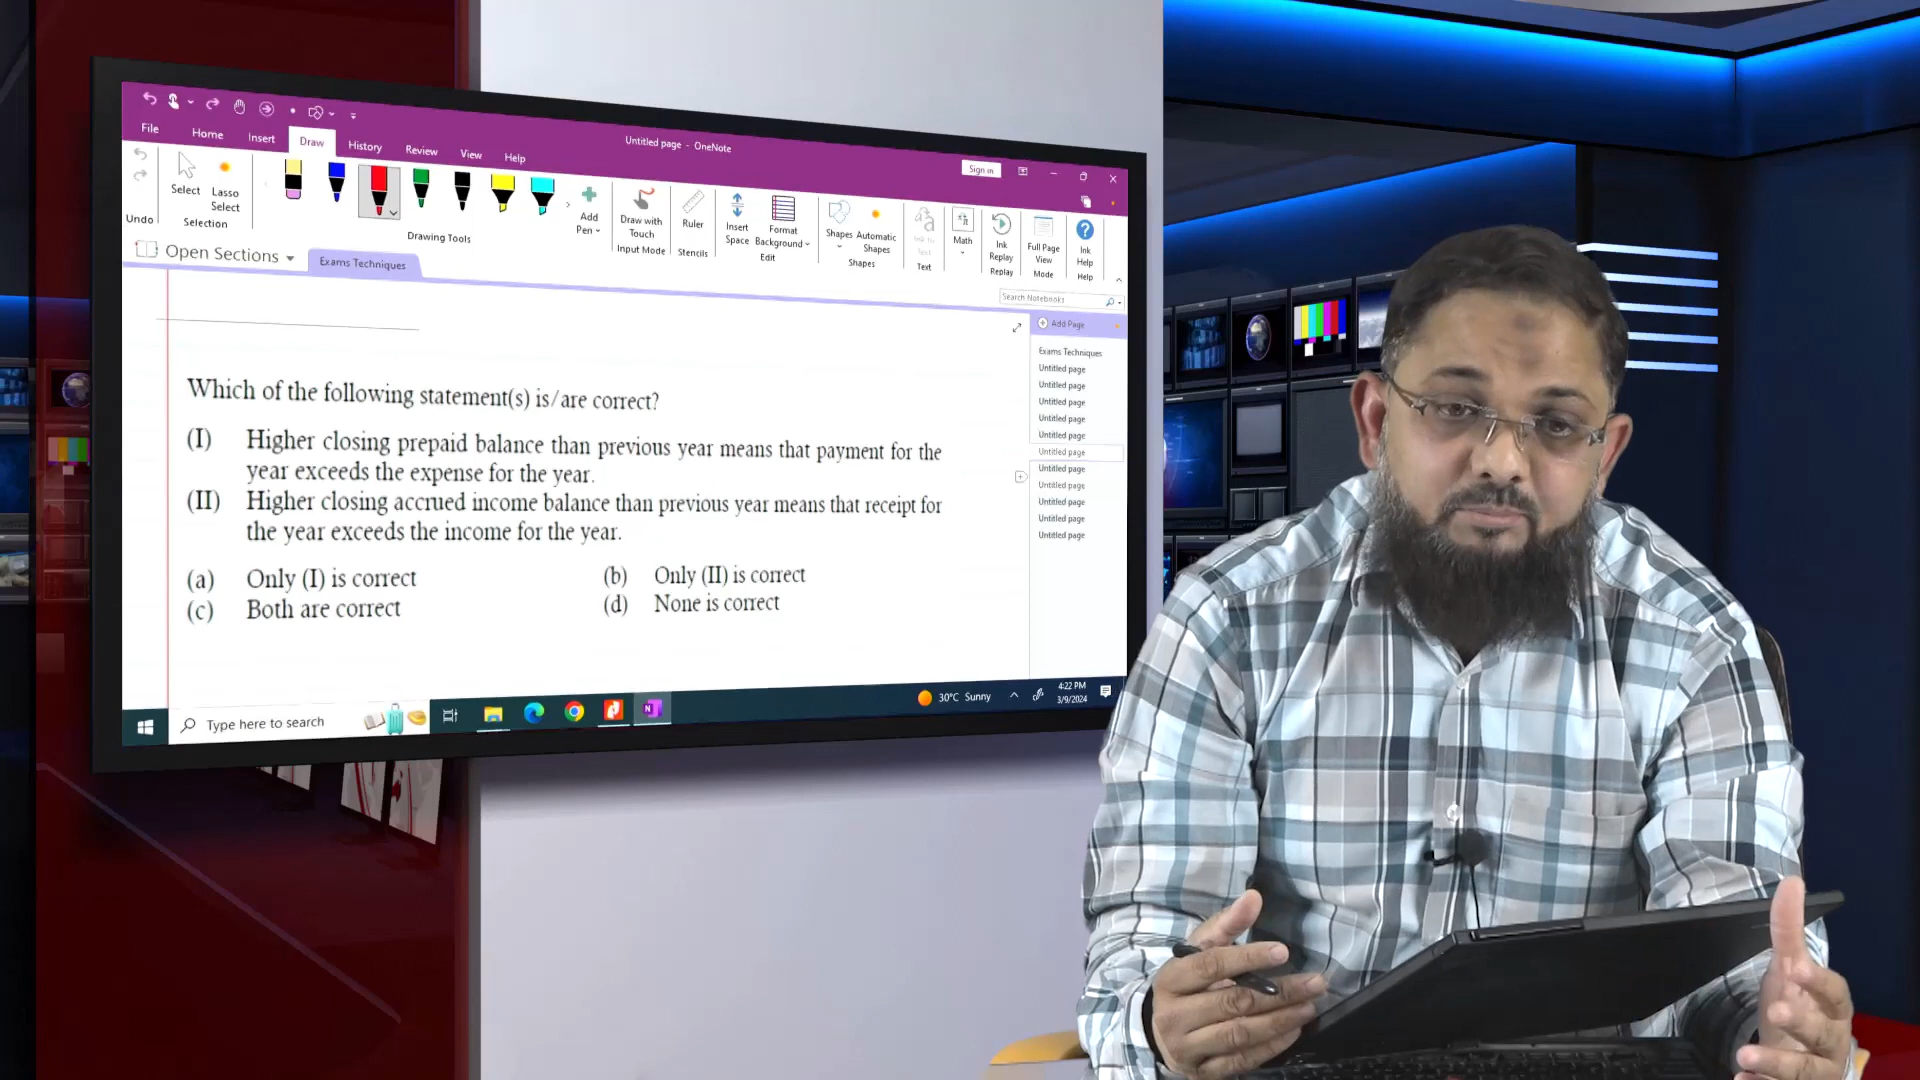 Untitled page - OneNote
Sign in
File Home Insert Draw History Review View Help
Undo
Select
Lasso Select
Selection
Drawing Tools
Add Pen
Draw with Touch
Input Mode
Ruler
Stencils
Insert Space
Format Background
Edit
Shapes
Automatic Shapes
Shapes
Text
Math
Ink Replay
Replay
Full Page View
Mode
Ink Help
Help
Open Sections
Exams Techniques
Search Notebooks
Add Page
Exams Techniques
Untitled page
Untitled page
Untitled page
Untitled page
Untitled page
Untitled page
Untitled page
Untitled page
Untitled page
Untitled page
Untitled page
Which of the following statement(s) is/are correct?
(I) Higher closing prepaid balance than previous year means that payment for the
year exceeds the expense for the year.
(II) Higher closing accrued income balance than previous year means that receipt for
the year exceeds the income for the year.
(a) Only (I) is correct (b) Only (II) is correct
(c) Both are correct (d) None is correct
Type here to search
30°C Sunny
4:22 PM
3/9/2024